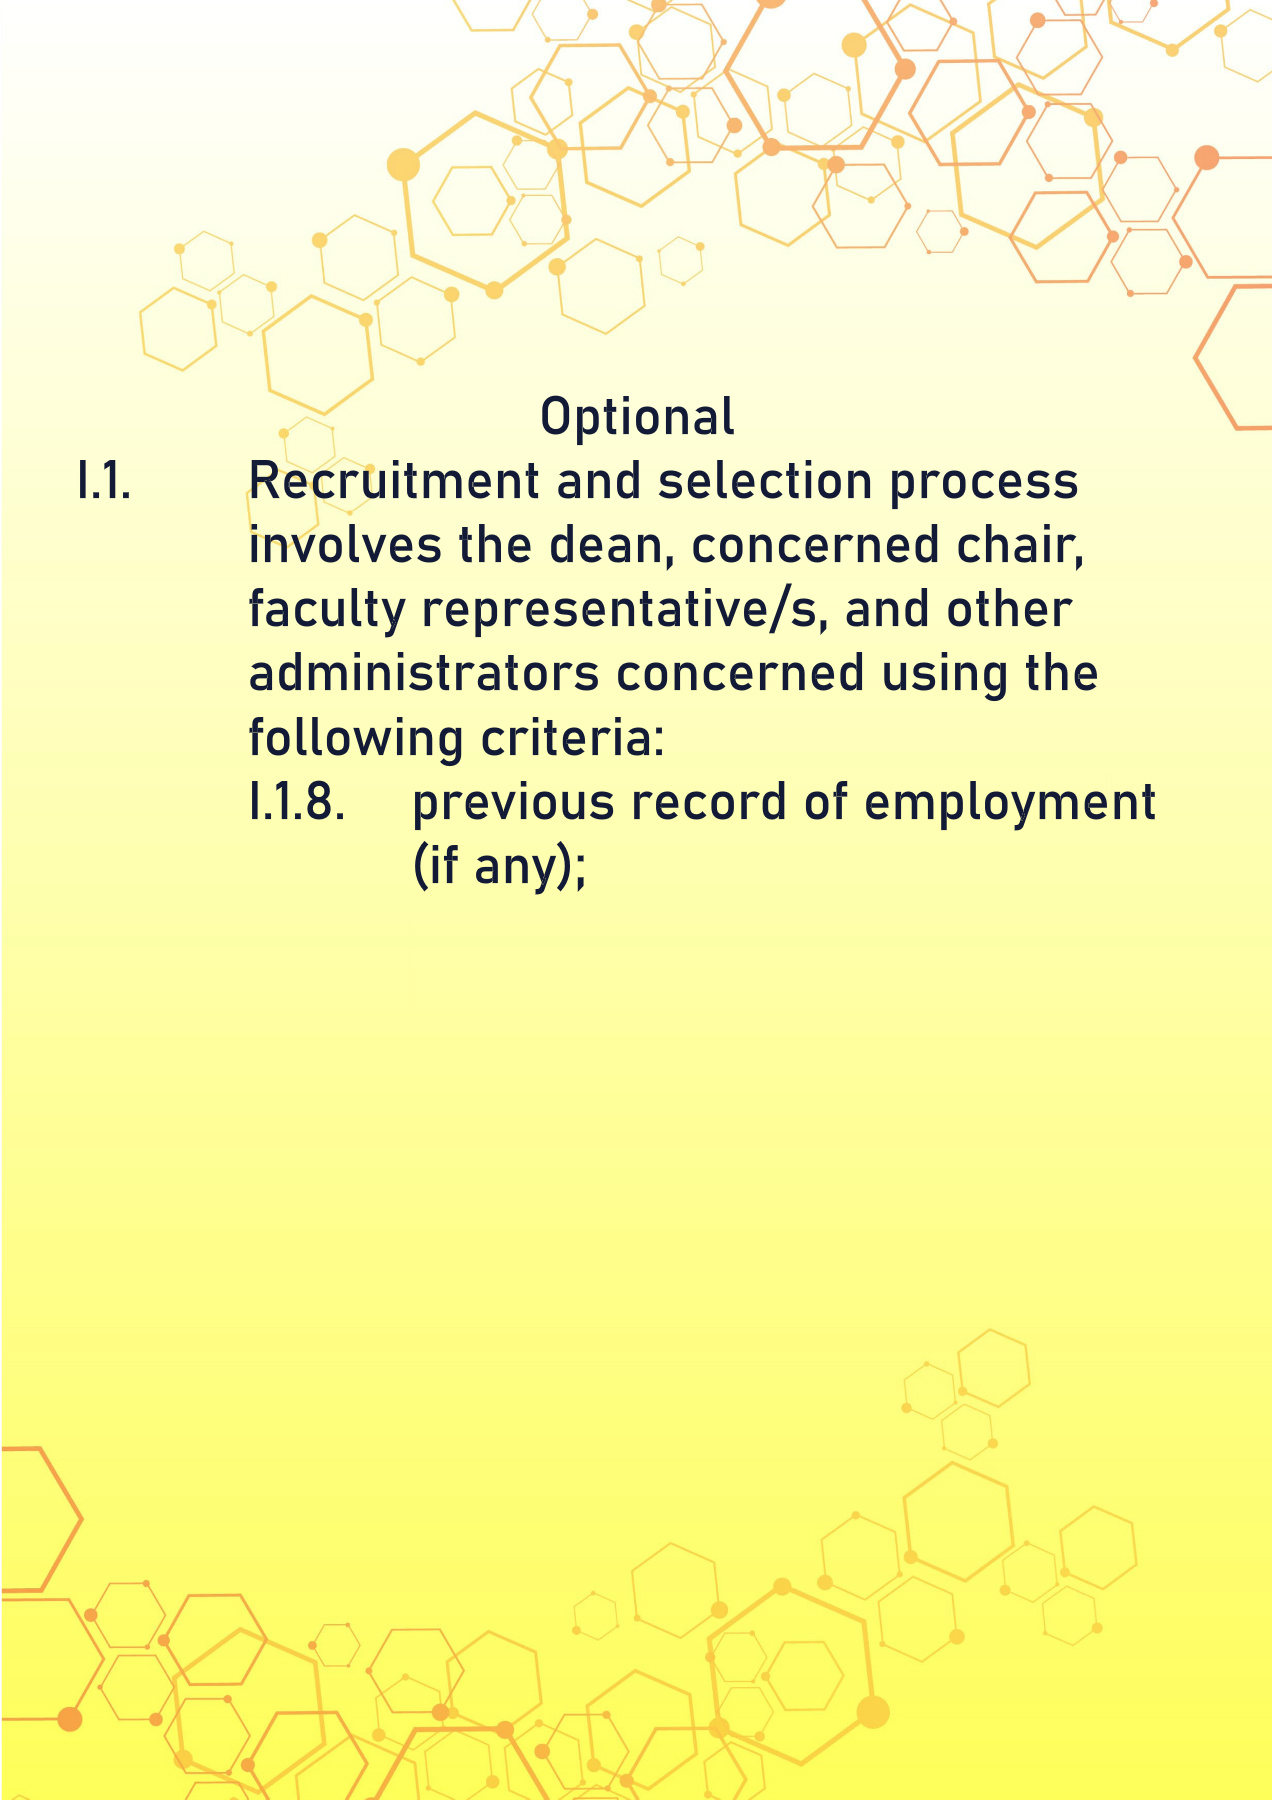 Optional
I.1. Recruitment and selection process
involves the dean, concerned chair,
faculty representative/s, and other
administrators concerned using the
following criteria:
I.1.8. previous record of employment
(if any);